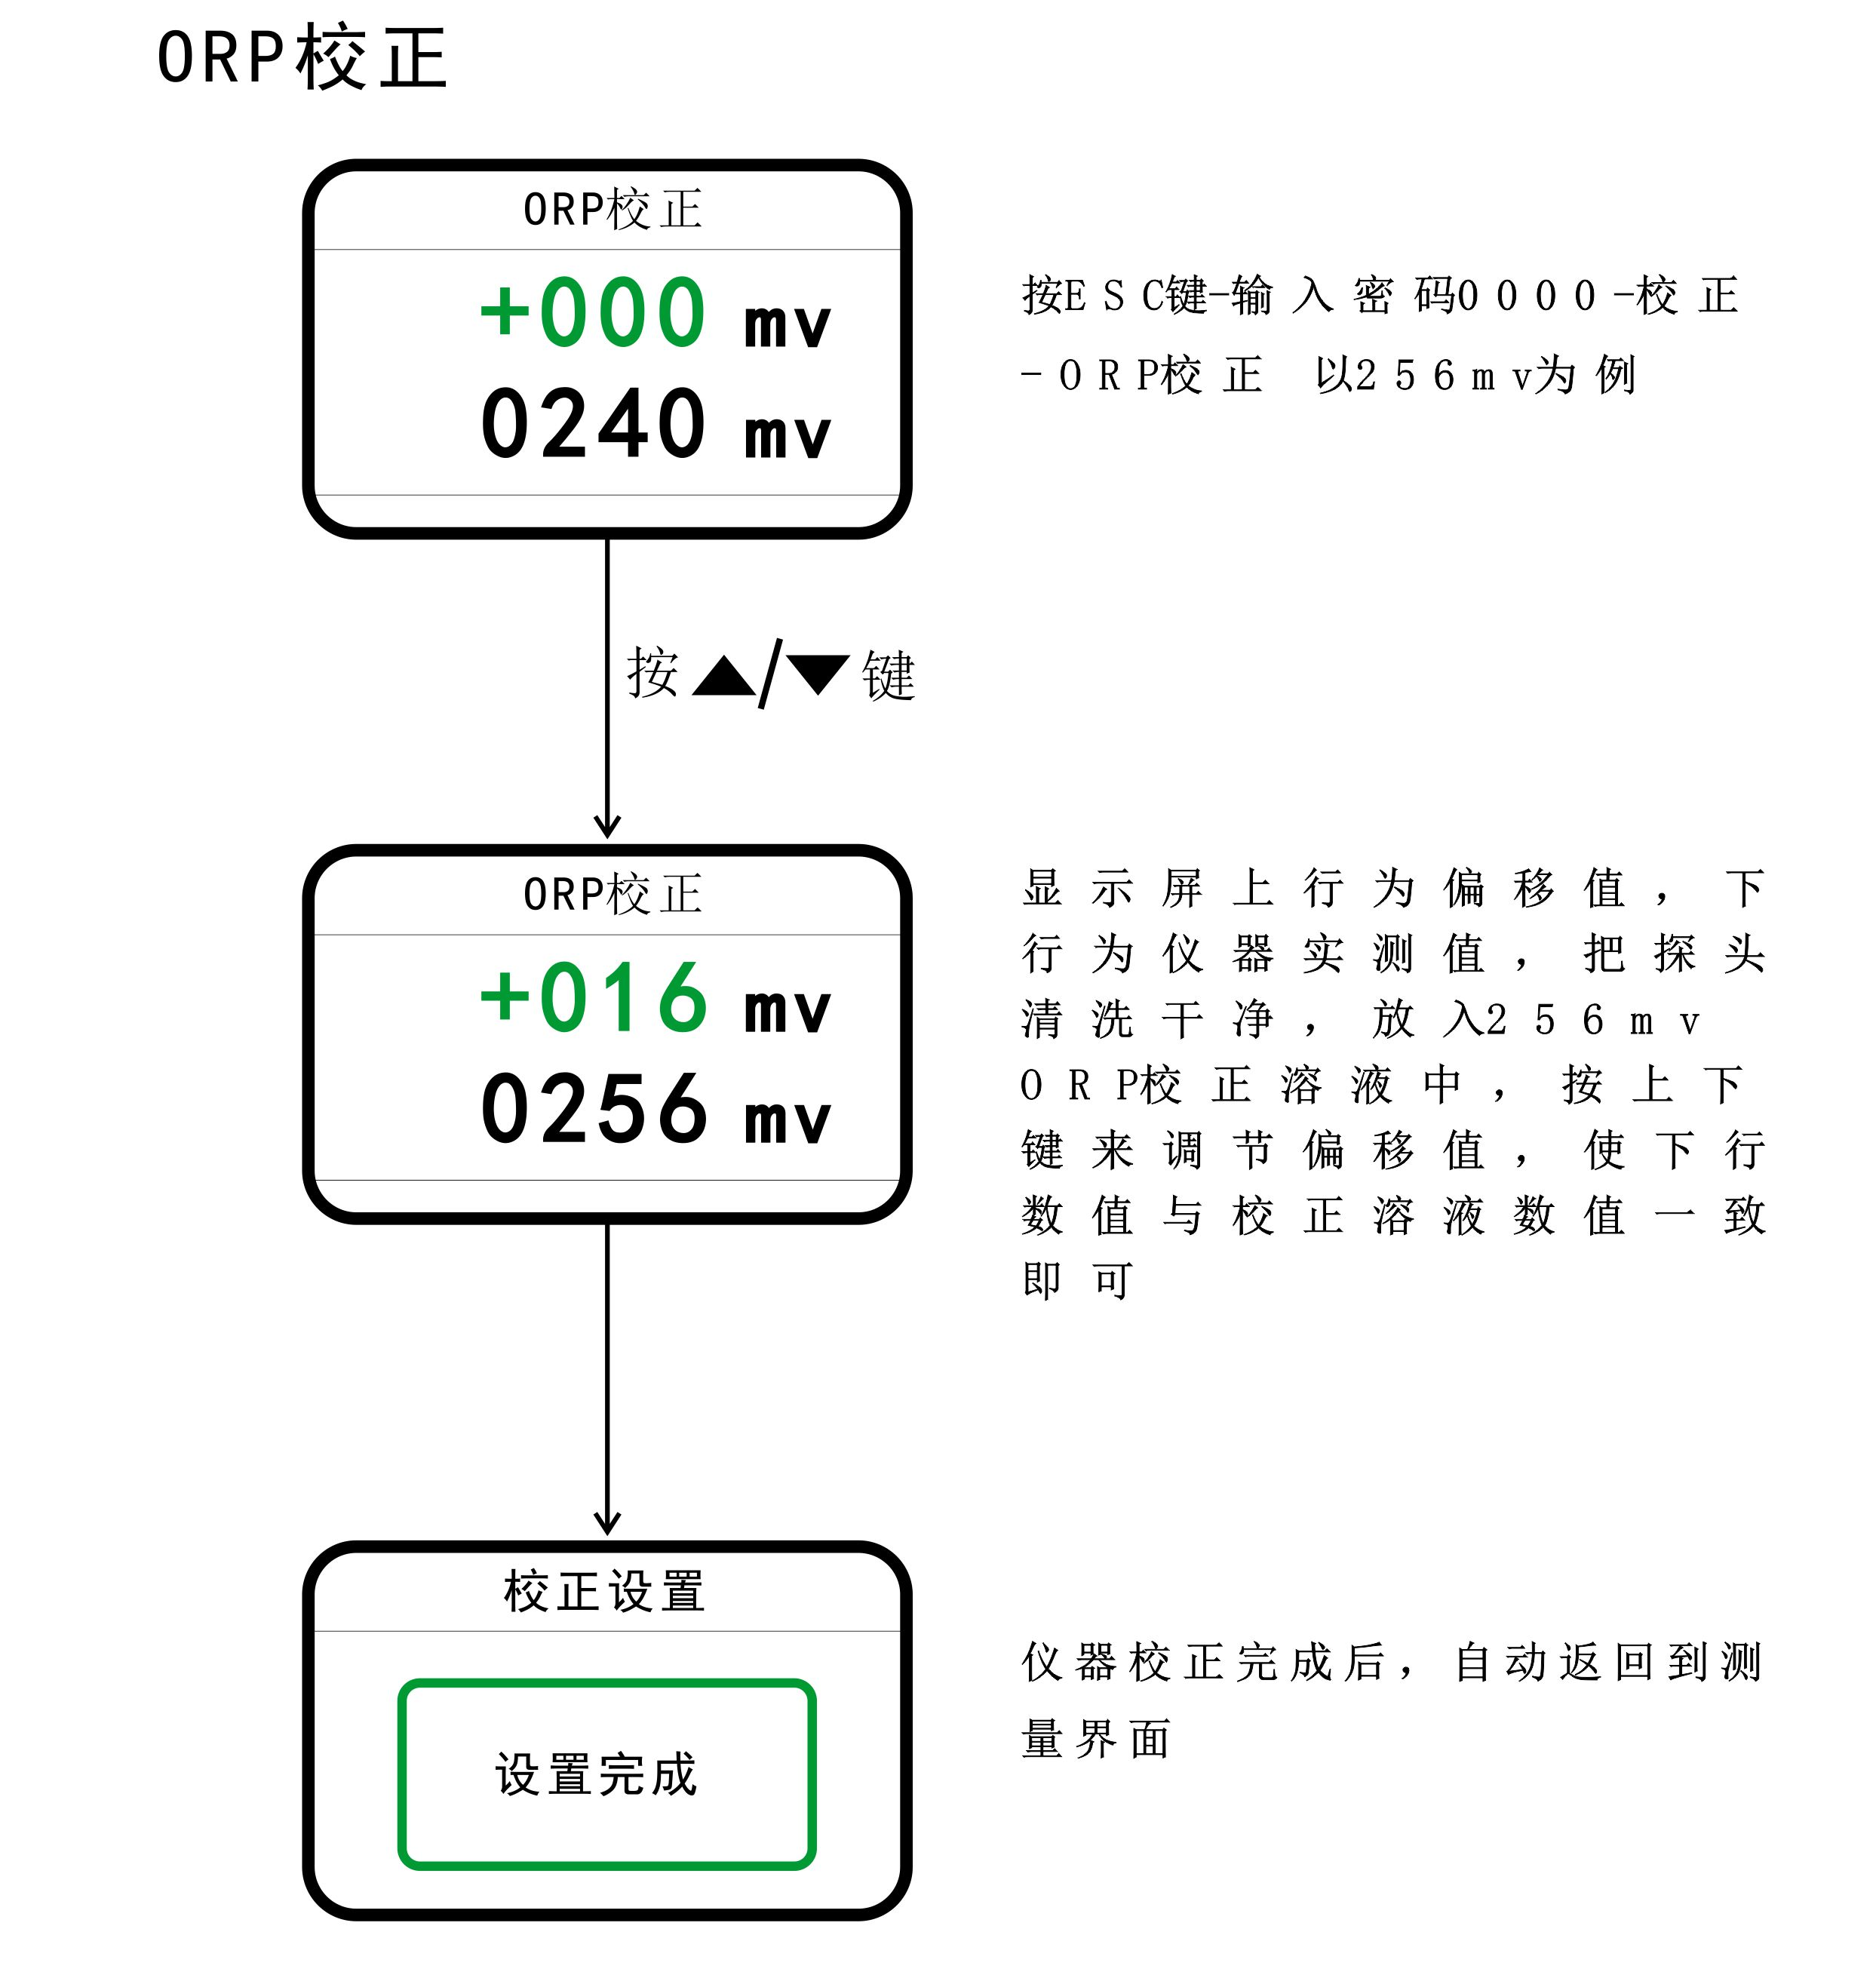 ORP校正
ORP校正
+000 mv
0240 mv
按ESC键-输入密码0000-校正
-ORP校正 以256mv为例
按▲/▼键
ORP校正
+016 mv
0256 mv
显示屏上行为偏移值，下
行为仪器实测值，把探头
清洗干净，放入256mv
ORP校正溶液中，按上下
键来调节偏移值，使下行
数值与校正溶液数值一致
即可
校正设置
设置完成
仪器校正完成后，自动返回到测
量界面